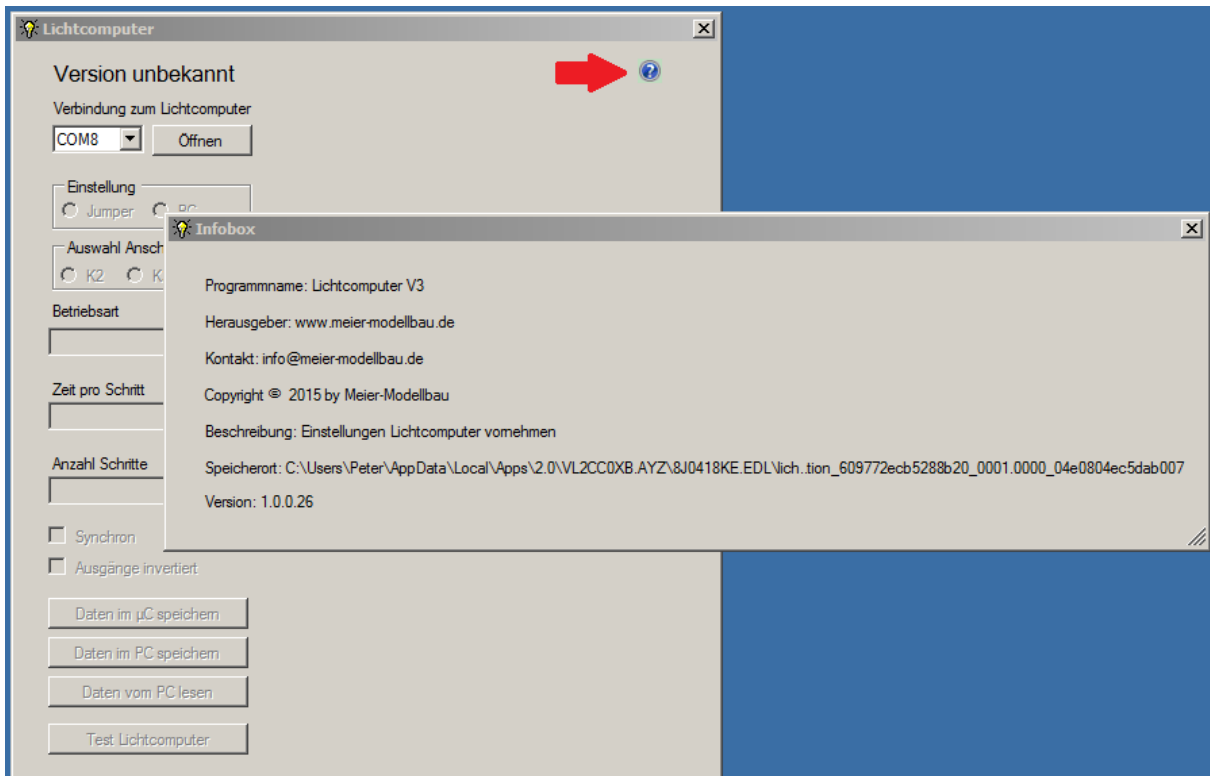 Lichtcomputer
Version unbekannt
Verbindung zum Lichtcomputer
COM8
Öffnen
Einstellung
Jumper
Auswahl Ansch
K2 K
Betriebsart
Zeit pro Schritt
Anzahl Schritte
Synchron
Ausgänge invertiert
Daten im µC speichern
Daten im PC speichern
Daten vom PC lesen
Test Lichtcomputer
Infobox
Programmname: Lichtcomputer V3
Herausgeber: www.meier-modellbau.de
Kontakt: info@meier-modellbau.de
Copyright © 2015 by Meier-Modellbau
Beschreibung: Einstellungen Lichtcomputer vornehmen
Speicherort: C:\Users\Peter\AppData\Local\Apps\2.0\VL2CC0XB.AYZ\8J0418KE.EDL\lich..tion_609772ecb5288b20_0001.0000_04e0804ec5dab007
Version: 1.0.0.26